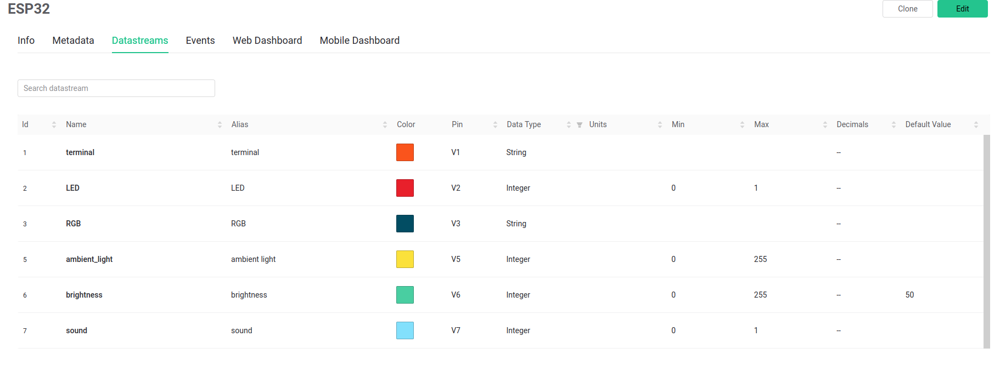 ESP32
Clone Edit
Info Metadata Datastreams Events Web Dashboard Mobile Dashboard
Search datastream
Id Name Alias Color Pin Data Type Units Min Max Decimals Default Value
1 terminal terminal V1 String --
2 LED LED V2 Integer 0 1 --
3 RGB RGB V3 String --
5 ambient_light ambient light V5 Integer 0 255 --
6 brightness brightness V6 Integer 0 255 -- 50
7 sound sound V7 Integer 0 1 --